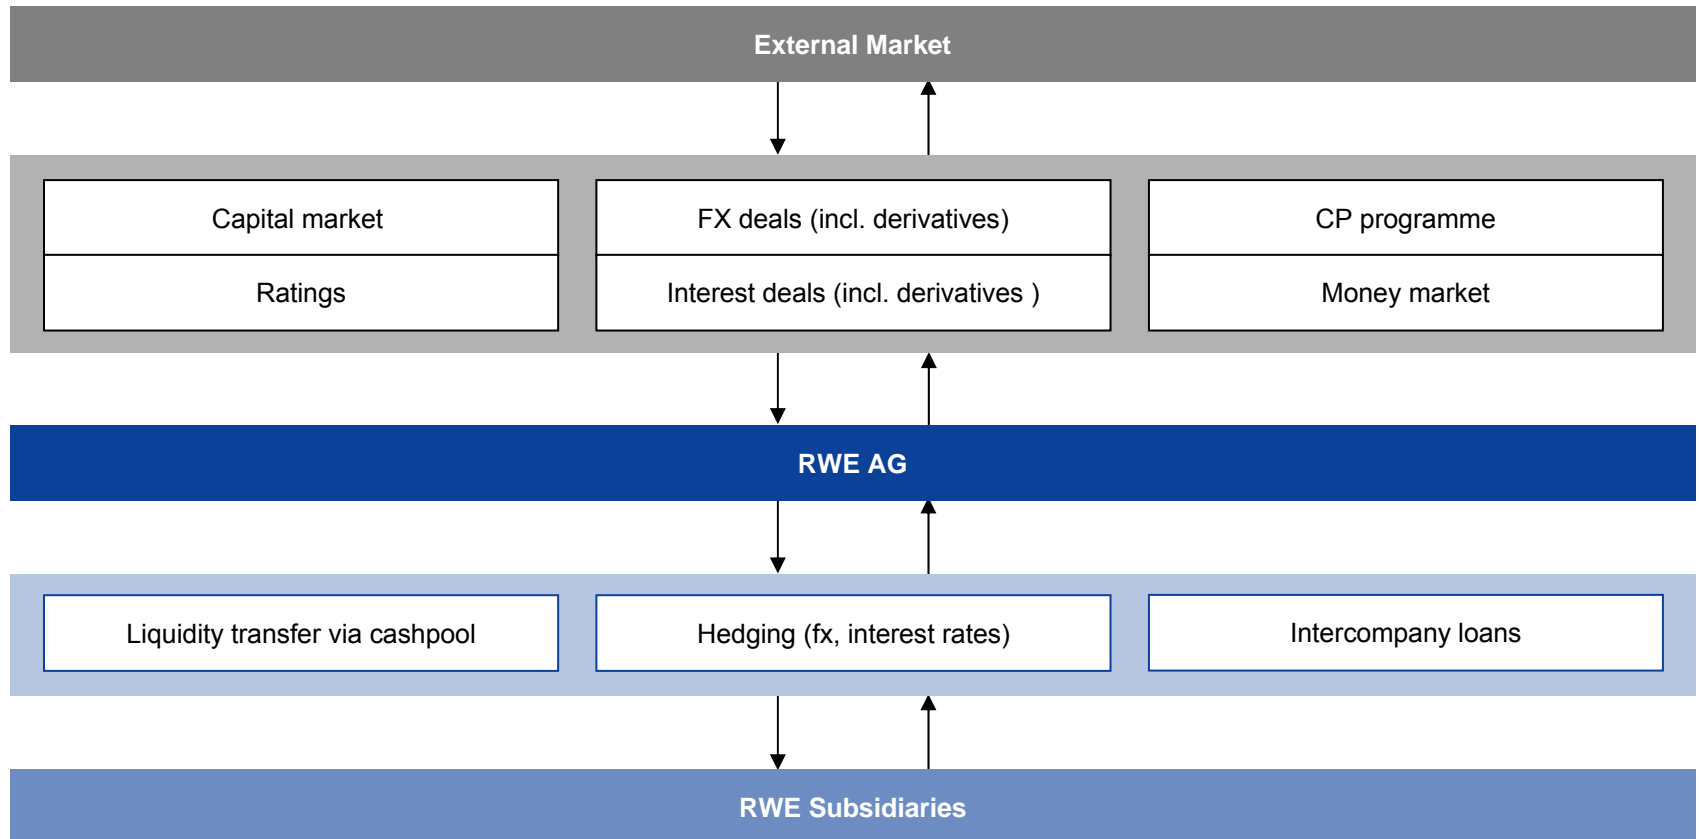 External Market
Capital market
FX deals (incl. derivatives)
CP programme
Ratings
Interest deals (incl. derivatives )
Money market
RWE AG
Liquidity transfer via cashpool
Hedging (fx, interest rates)
Intercompany loans
RWE Subsidiaries